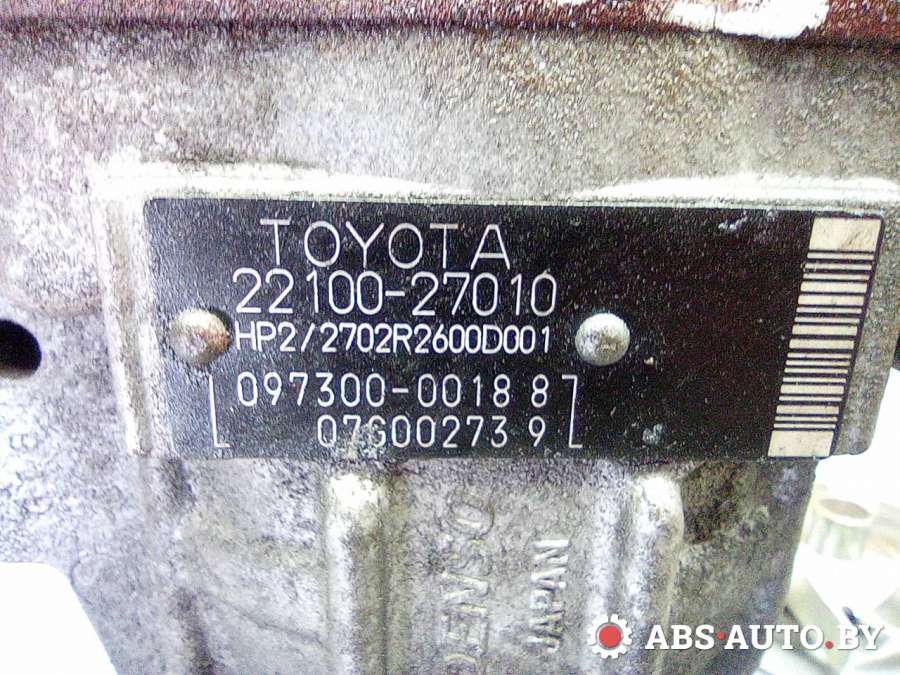 TOYOTA
22100-27010
HP2/2702R2600D001
097300-0018 8
07G00273 9
DENSO
JAPAN
ABS-AUTO.BY